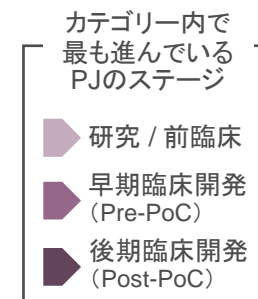 カテゴリー内で
最も進んでいる
PJのステージ
研究 / 前臨床
早期臨床開発
（Pre-PoC）
後期臨床開発
（Post-PoC）